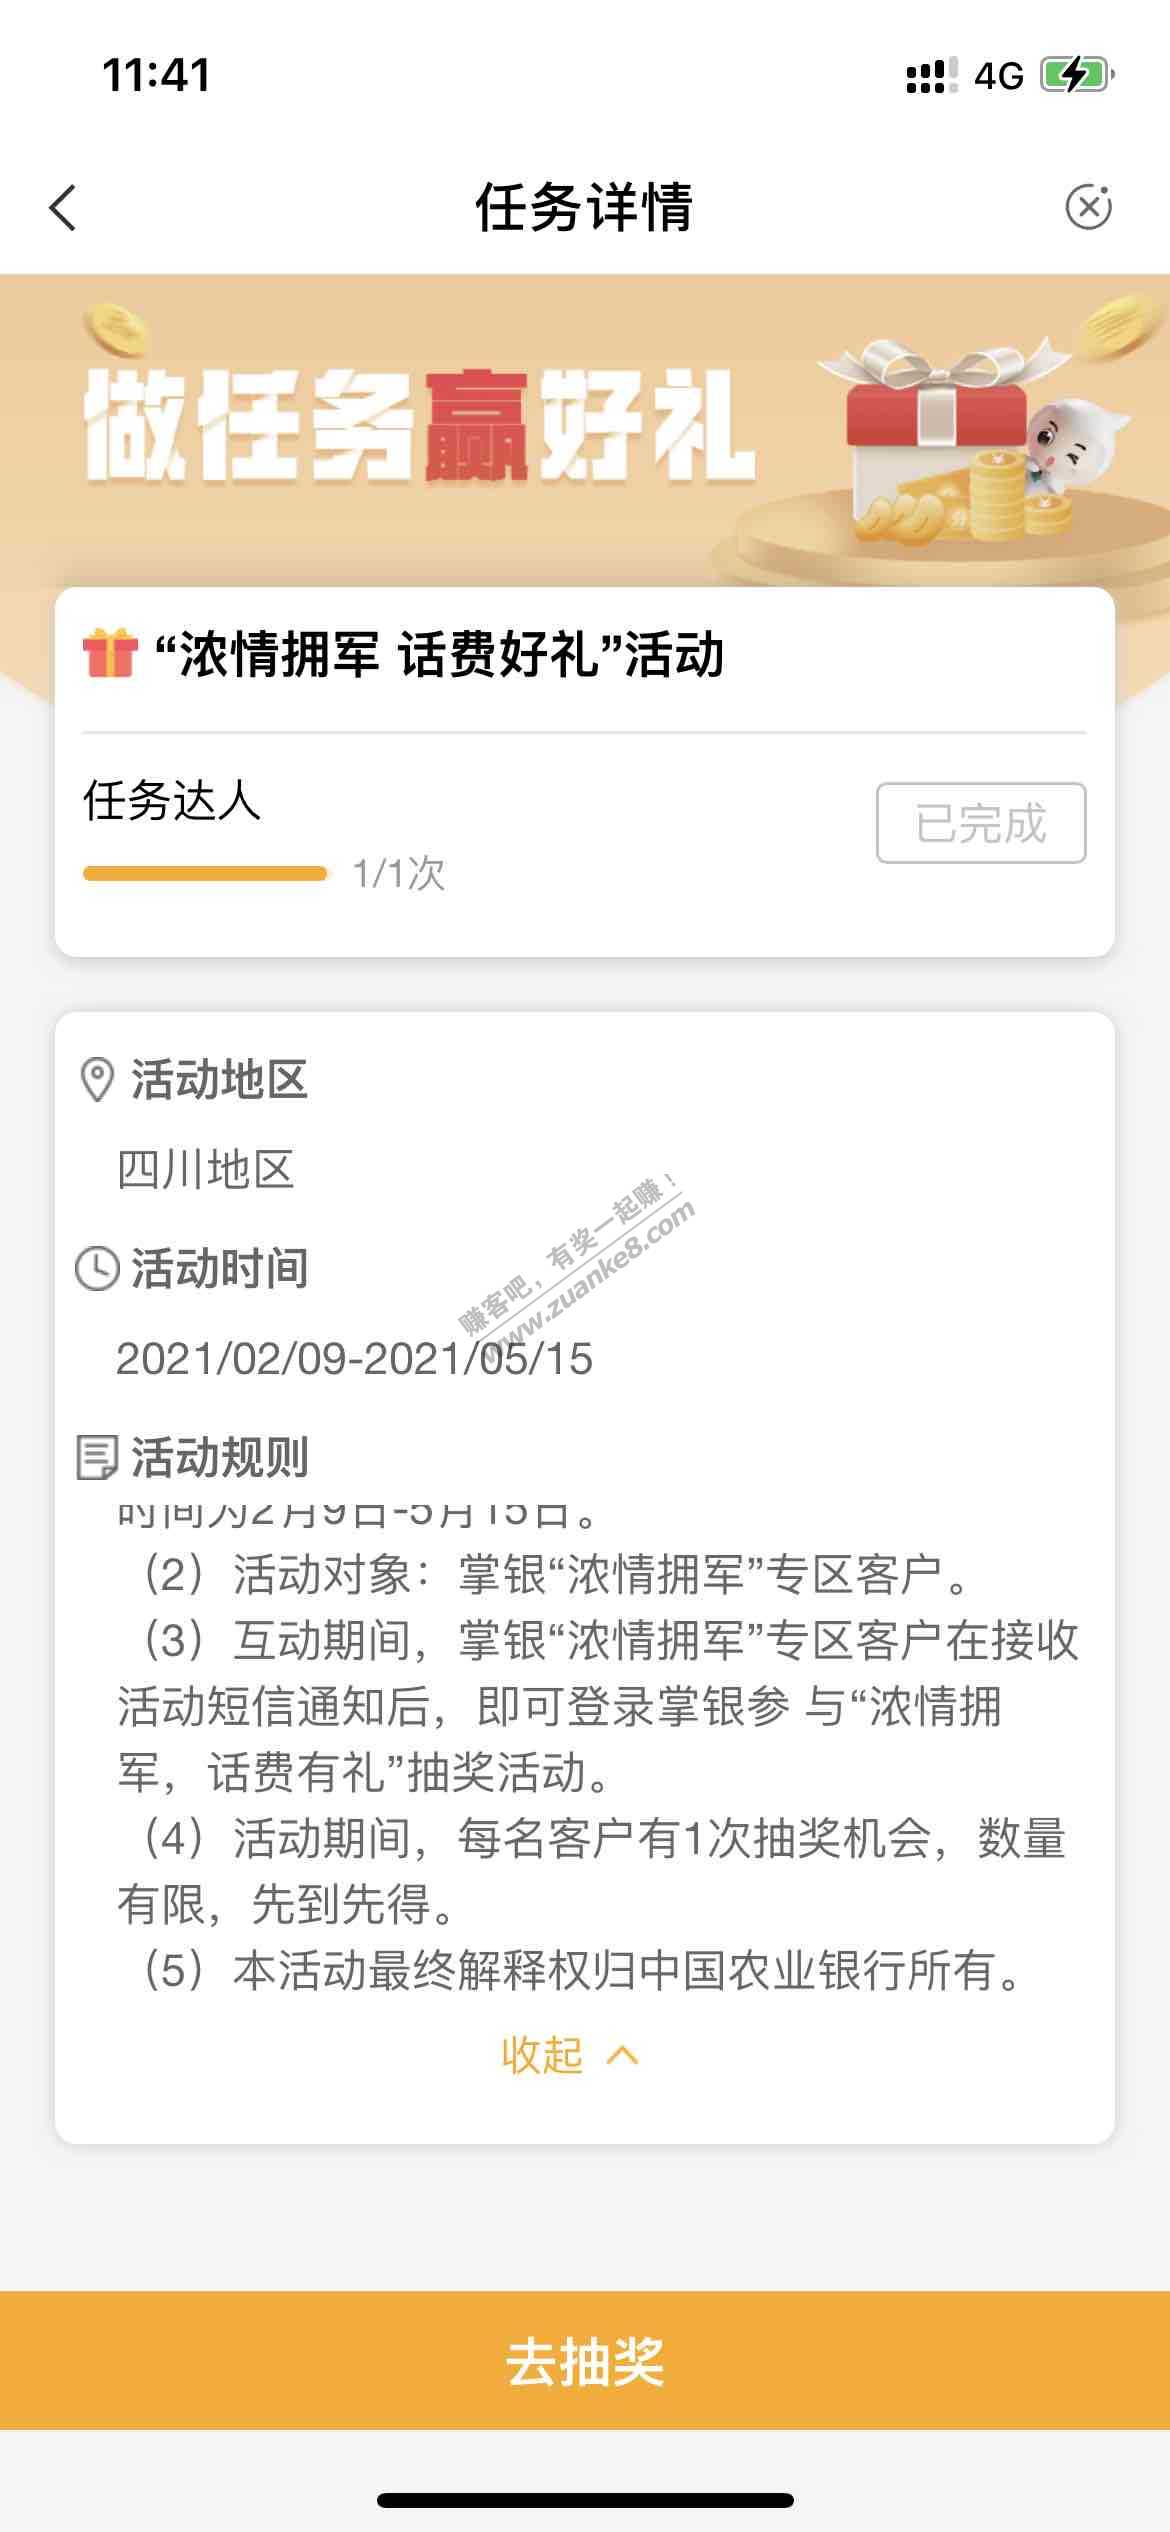 11:41
4G
任务详情
做任务赢好礼
“浓情拥军 话费好礼”活动
任务达人
已完成
1/1次
活动地区
四川地区
赚客吧，有奖一起赚！
www.zuanke8.com
活动时间
2021/02/09-2021/05/15
活动规则
时间为2月9日-5月15日。
（2）活动对象：掌银“浓情拥军”专区客户。
（3）互动期间，掌银“浓情拥军”专区客户在接收
活动短信通知后，即可登录掌银参 与“浓情拥
军，话费有礼”抽奖活动。
（4）活动期间，每名客户有1次抽奖机会，数量
有限，先到先得。
（5）本活动最终解释权归中国农业银行所有。
收起
去抽奖